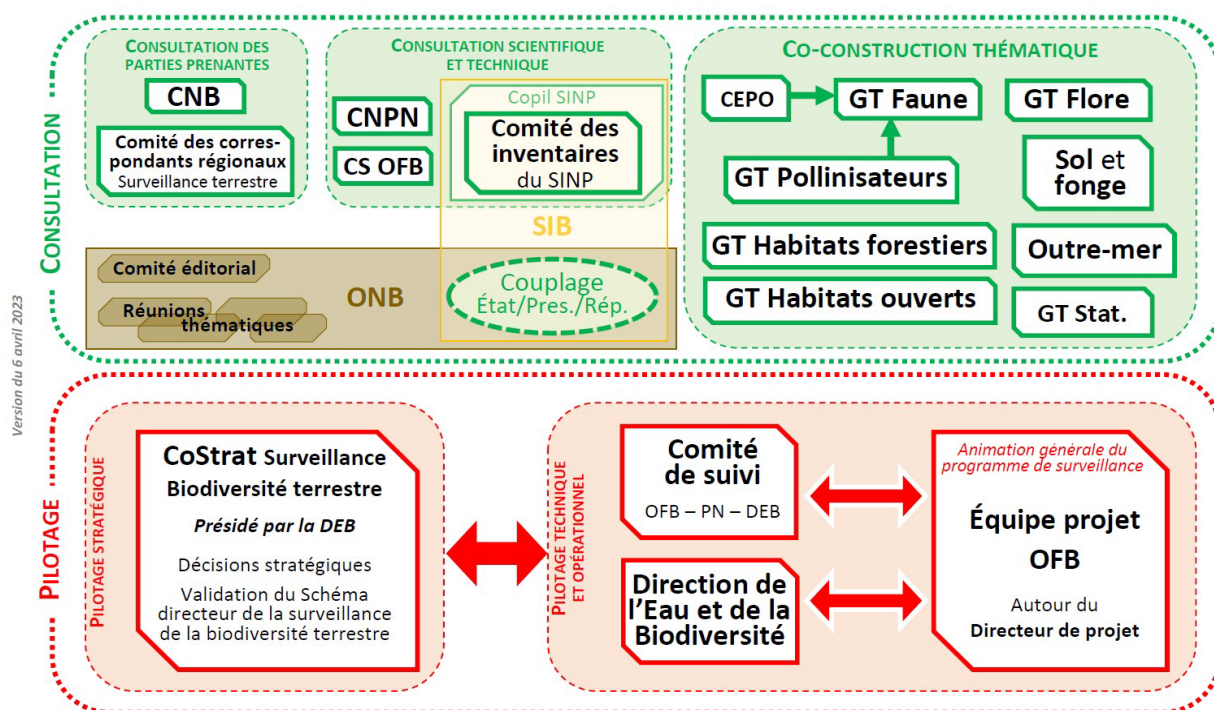 CONSULTATION
CONSULTATION DES
PARTIES PRENANTES
CNB
Comité des corres-
pondants régionaux
Surveillance terrestre
CONSULTATION SCIENTIFIQUE
ET TECHNIQUE
CNPN
CS OFB
Copil SINP
Comité des
inventaires
du SINP
SIB
Comité éditorial
Réunions
thématiques
ONB
Couplage
État/Pres./Rép.
CO-CONSTRUCTION THÉMATIQUE
CEPO
GT Faune
GT Flore
GT Pollinisateurs
Sol et
fonge
GT Habitats forestiers
Outre-mer
GT Habitats ouverts
GT Stat.
Version du 6 avril 2023
PILOTAGE
PILOTAGE STRATÉGIQUE
CoStrat Surveillance
Biodiversité terrestre
Présidé par la DEB
Décisions stratégiques
Validation du Schéma
directeur de la surveillance
de la biodiversité terrestre
PILOTAGE TECHNIQUE
ET OPÉRATIONNEL
Comité
de suivi
OFB – PN – DEB
Direction de
l’Eau et de la
Biodiversité
Animation générale du
programme de surveillance
Équipe projet
OFB
Autour du
Directeur de projet